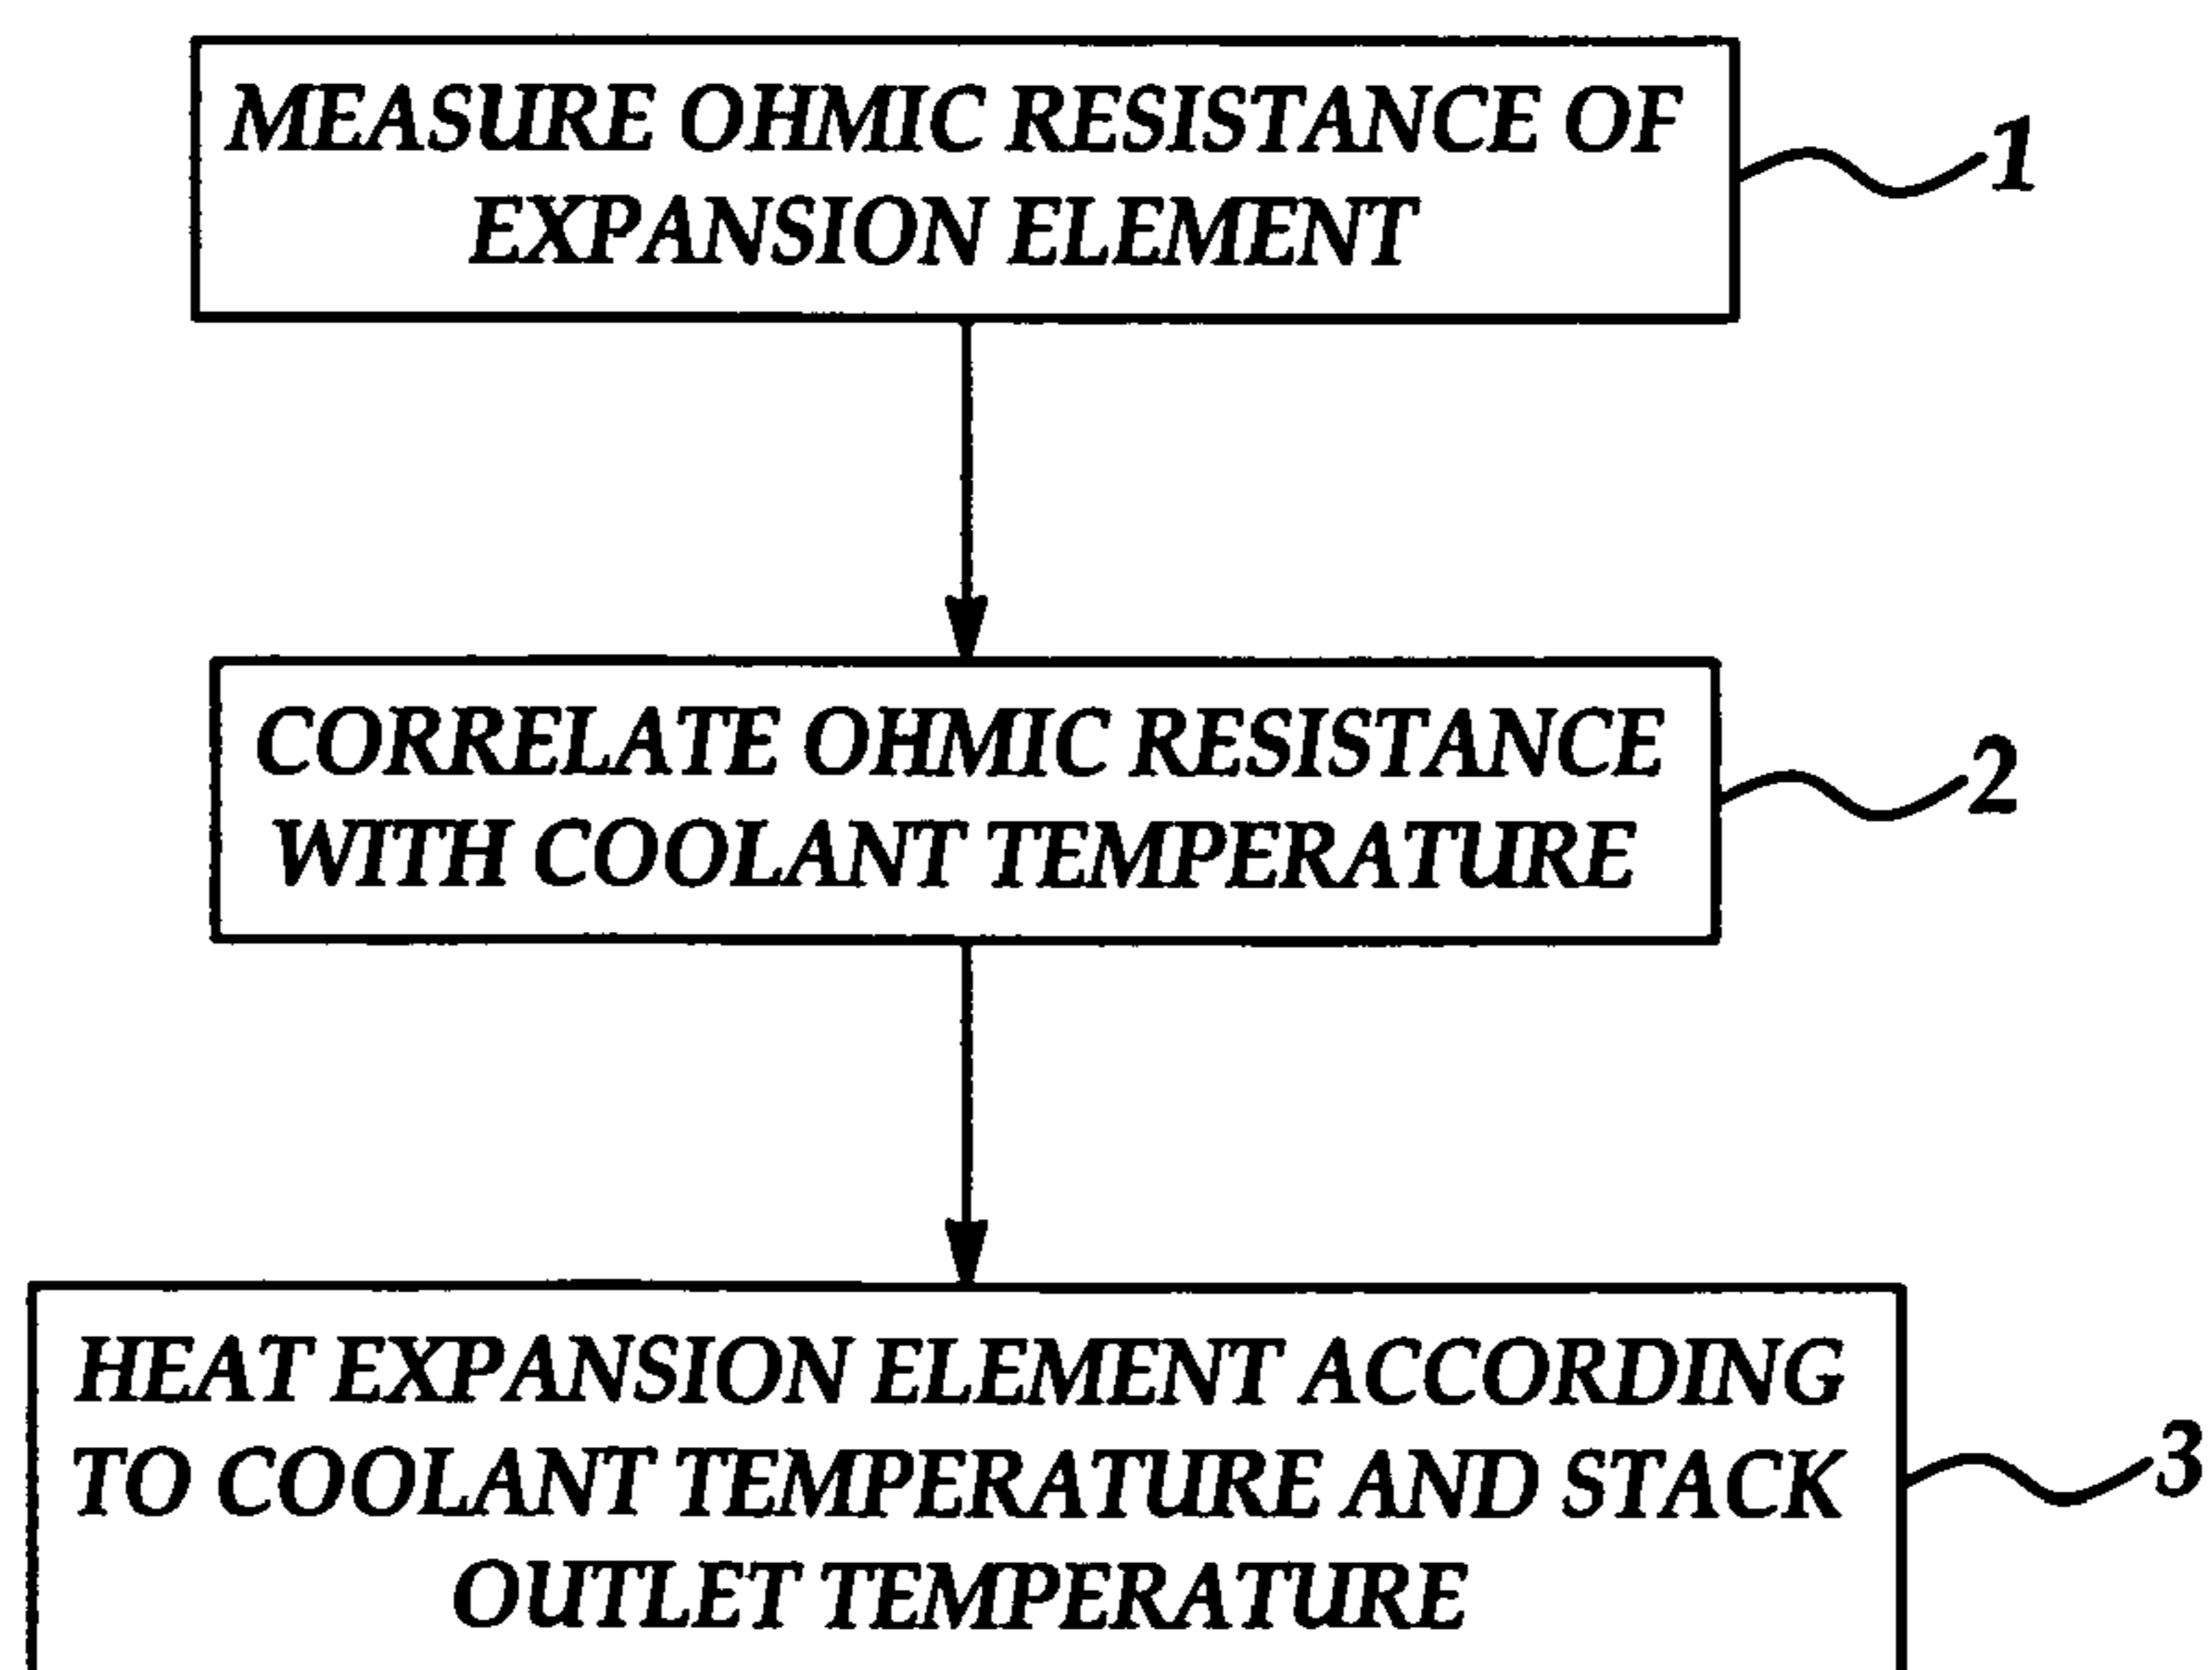 MEASURE OHMIC RESISTANCE OF
EXPANSION ELEMENT
1
CORRELATE OHMIC RESISTANCE
WITH COOLANT TEMPERATURE
2
HEAT EXPANSION ELEMENT ACCORDING
TO COOLANT TEMPERATURE AND STACK
OUTLET TEMPERATURE
3